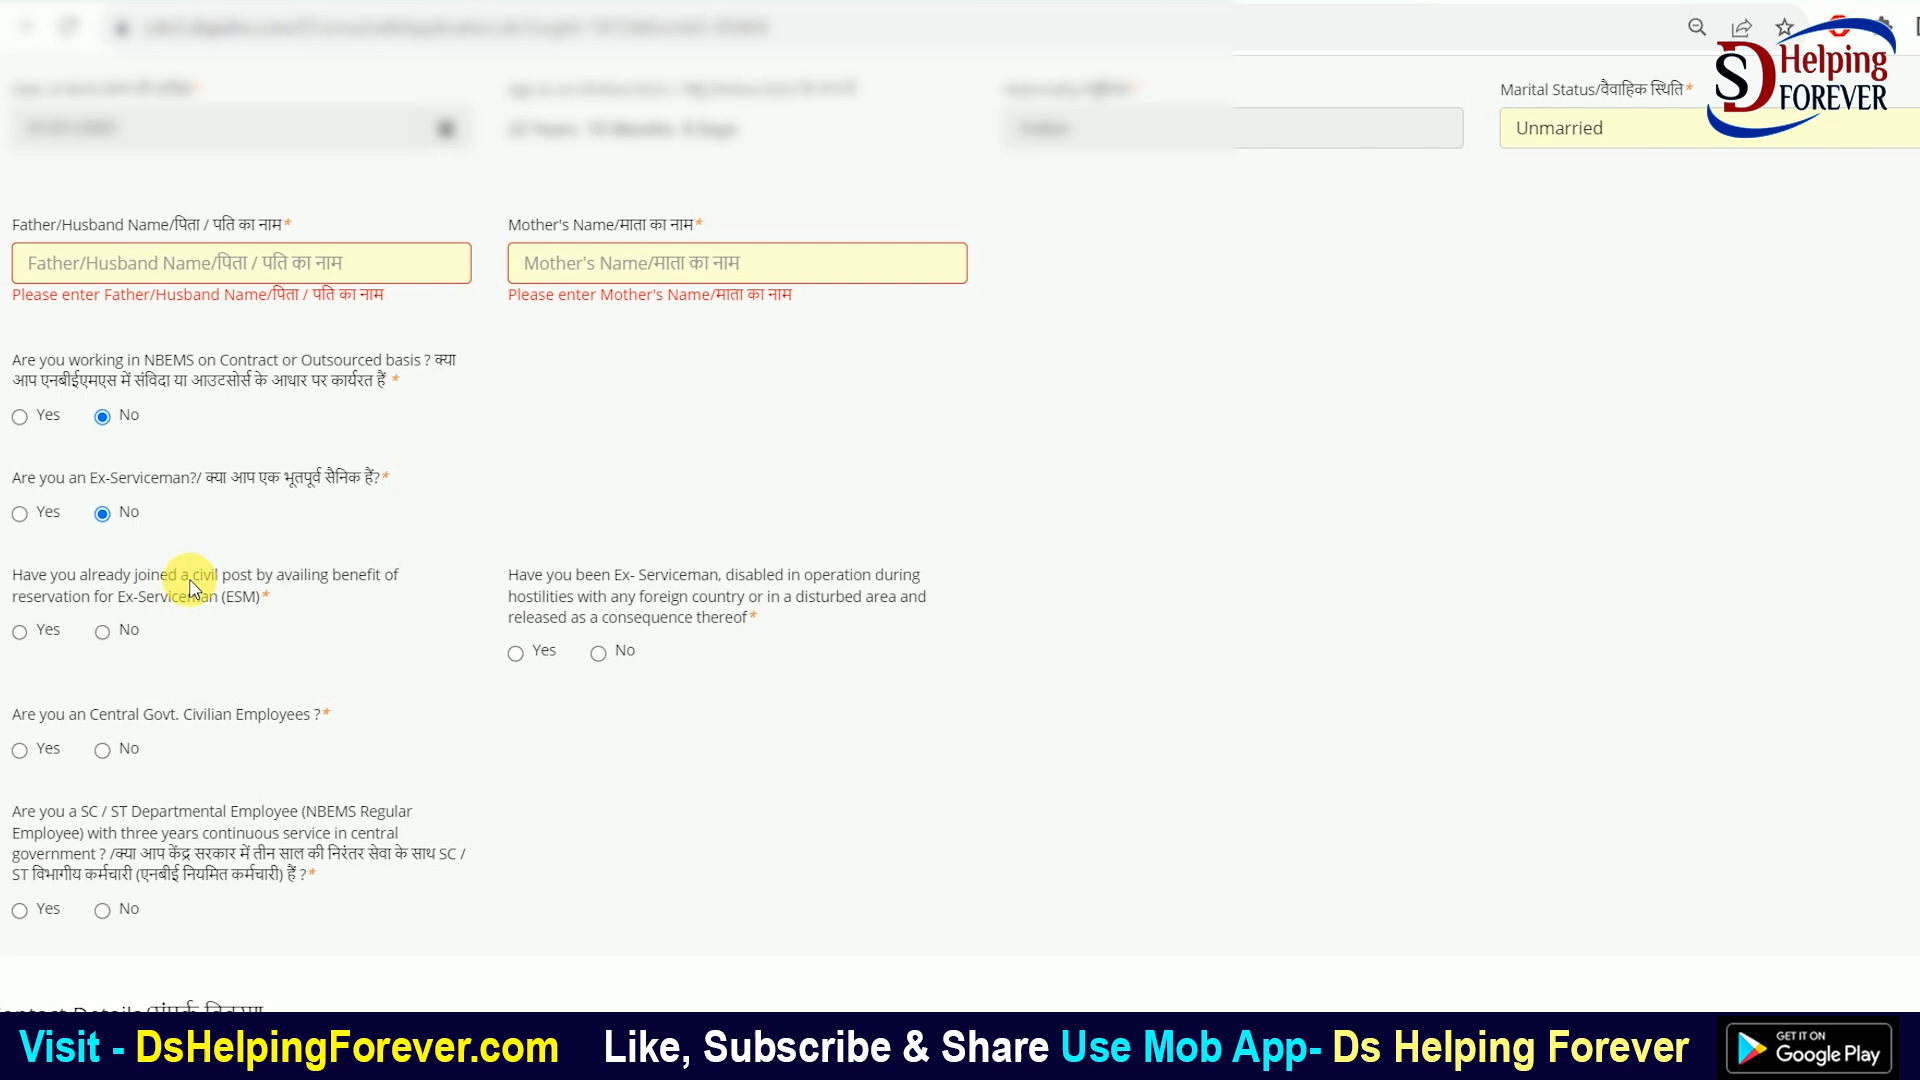 Marital Status/वैवाहिक स्थिति*
Unmarried
DS Helping
FOREVER
Father/Husband Name/पिता / पति का नाम*
Mother's Name/माता का नाम*
Father/Husband Name/पिता / पति का नाम
Mother's Name/माता का नाम
Please enter Father/Husband Name/पिता / पति का नाम
Please enter Mother's Name/माता का नाम
Are you working in NBEMS on Contract or Outsourced basis ? क्या
आप एनबीईएमएस में संविदा या आउटसोर्स के आधार पर कार्यरत हैं *
Yes No
Are you an Ex-Serviceman?/ क्या आप एक भूतपूर्व सैनिक हैं?*
Yes No
Have you already joined a civil post by availing benefit of
reservation for Ex-Serviceman (ESM)*
Yes No
Have you been Ex- Serviceman, disabled in operation during
hostilities with any foreign country or in a disturbed area and
released as a consequence thereof*
Yes No
Are you an Central Govt. Civilian Employees ?*
Yes No
Are you a SC / ST Departmental Employee (NBEMS Regular
Employee) with three years continuous service in central
government ? /क्या आप केंद्र सरकार में तीन साल की निरंतर सेवा के साथ SC /
ST विभागीय कर्मचारी (एनबीई नियमित कर्मचारी) हैं ?*
Yes No
Visit - DsHelpingForever.com Like, Subscribe & Share Use Mob App- Ds Helping Forever
GET IT ON
Google Play